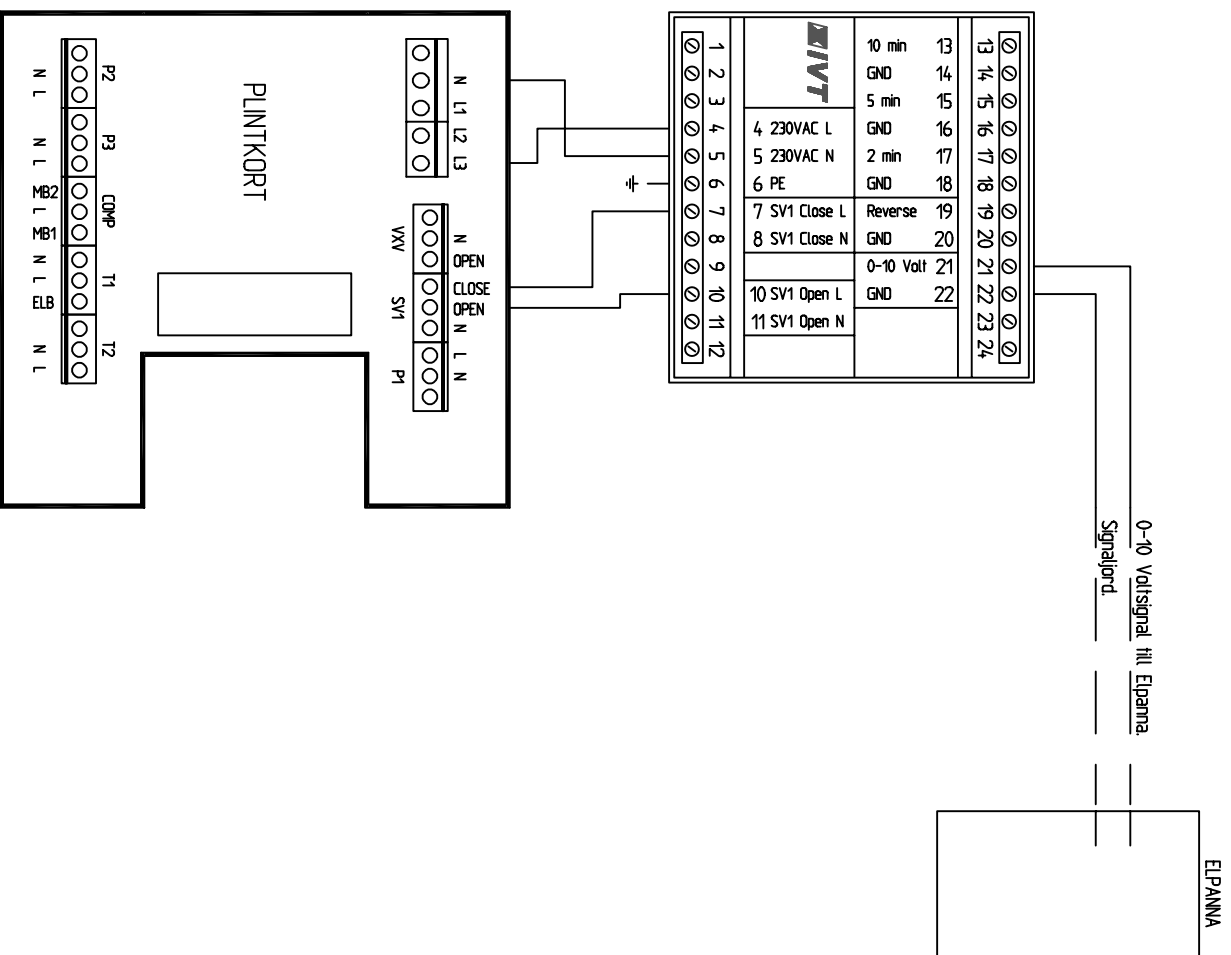 PLINTKORT
P2
N
L
P3
N
L
COMP
MB2
L
MB1
T1
N
L
ELB
T2
N
L
N
L1
L2
L3
VXV
N
OPEN
SV1
CLOSE
OPEN
N
P1
L
N
IVT
1
2
3
4
5
6
7
8
9
10
11
12
4 230VAC L
5 230VAC N
6 PE
7 SV1 Close L
8 SV1 Close N
10 SV1 Open L
11 SV1 Open N
10 min 13
GND 14
5 min 15
GND 16
2 min 17
GND 18
Reverse 19
GND 20
0-10 Volt 21
GND 22
13
14
15
16
17
18
19
20
21
22
23
24
0-10 Voltsignal till Elpanna.
Signaljord.
ELPANNA